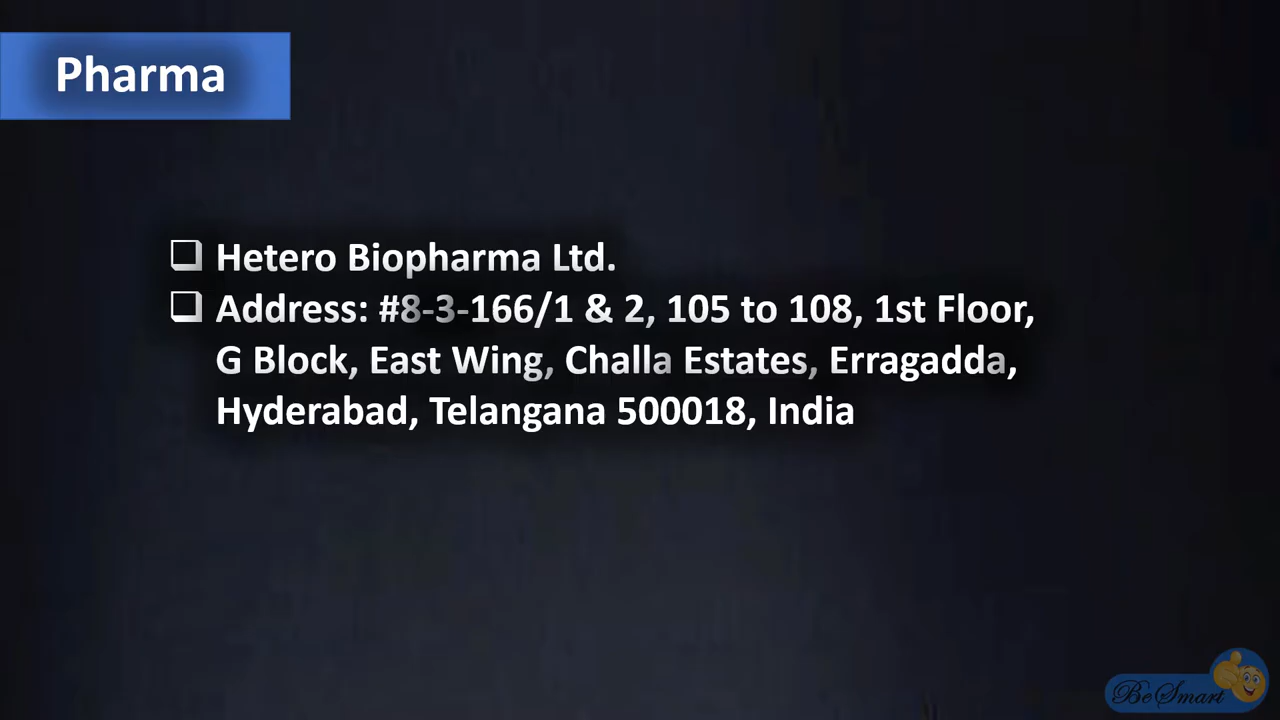 Pharma
Hetero Biopharma Ltd.
Address: #8-3-166/1 & 2, 105 to 108, 1st Floor,
G Block, East Wing, Challa Estates, Erragadda,
Hyderabad, Telangana 500018, India
BeSmart